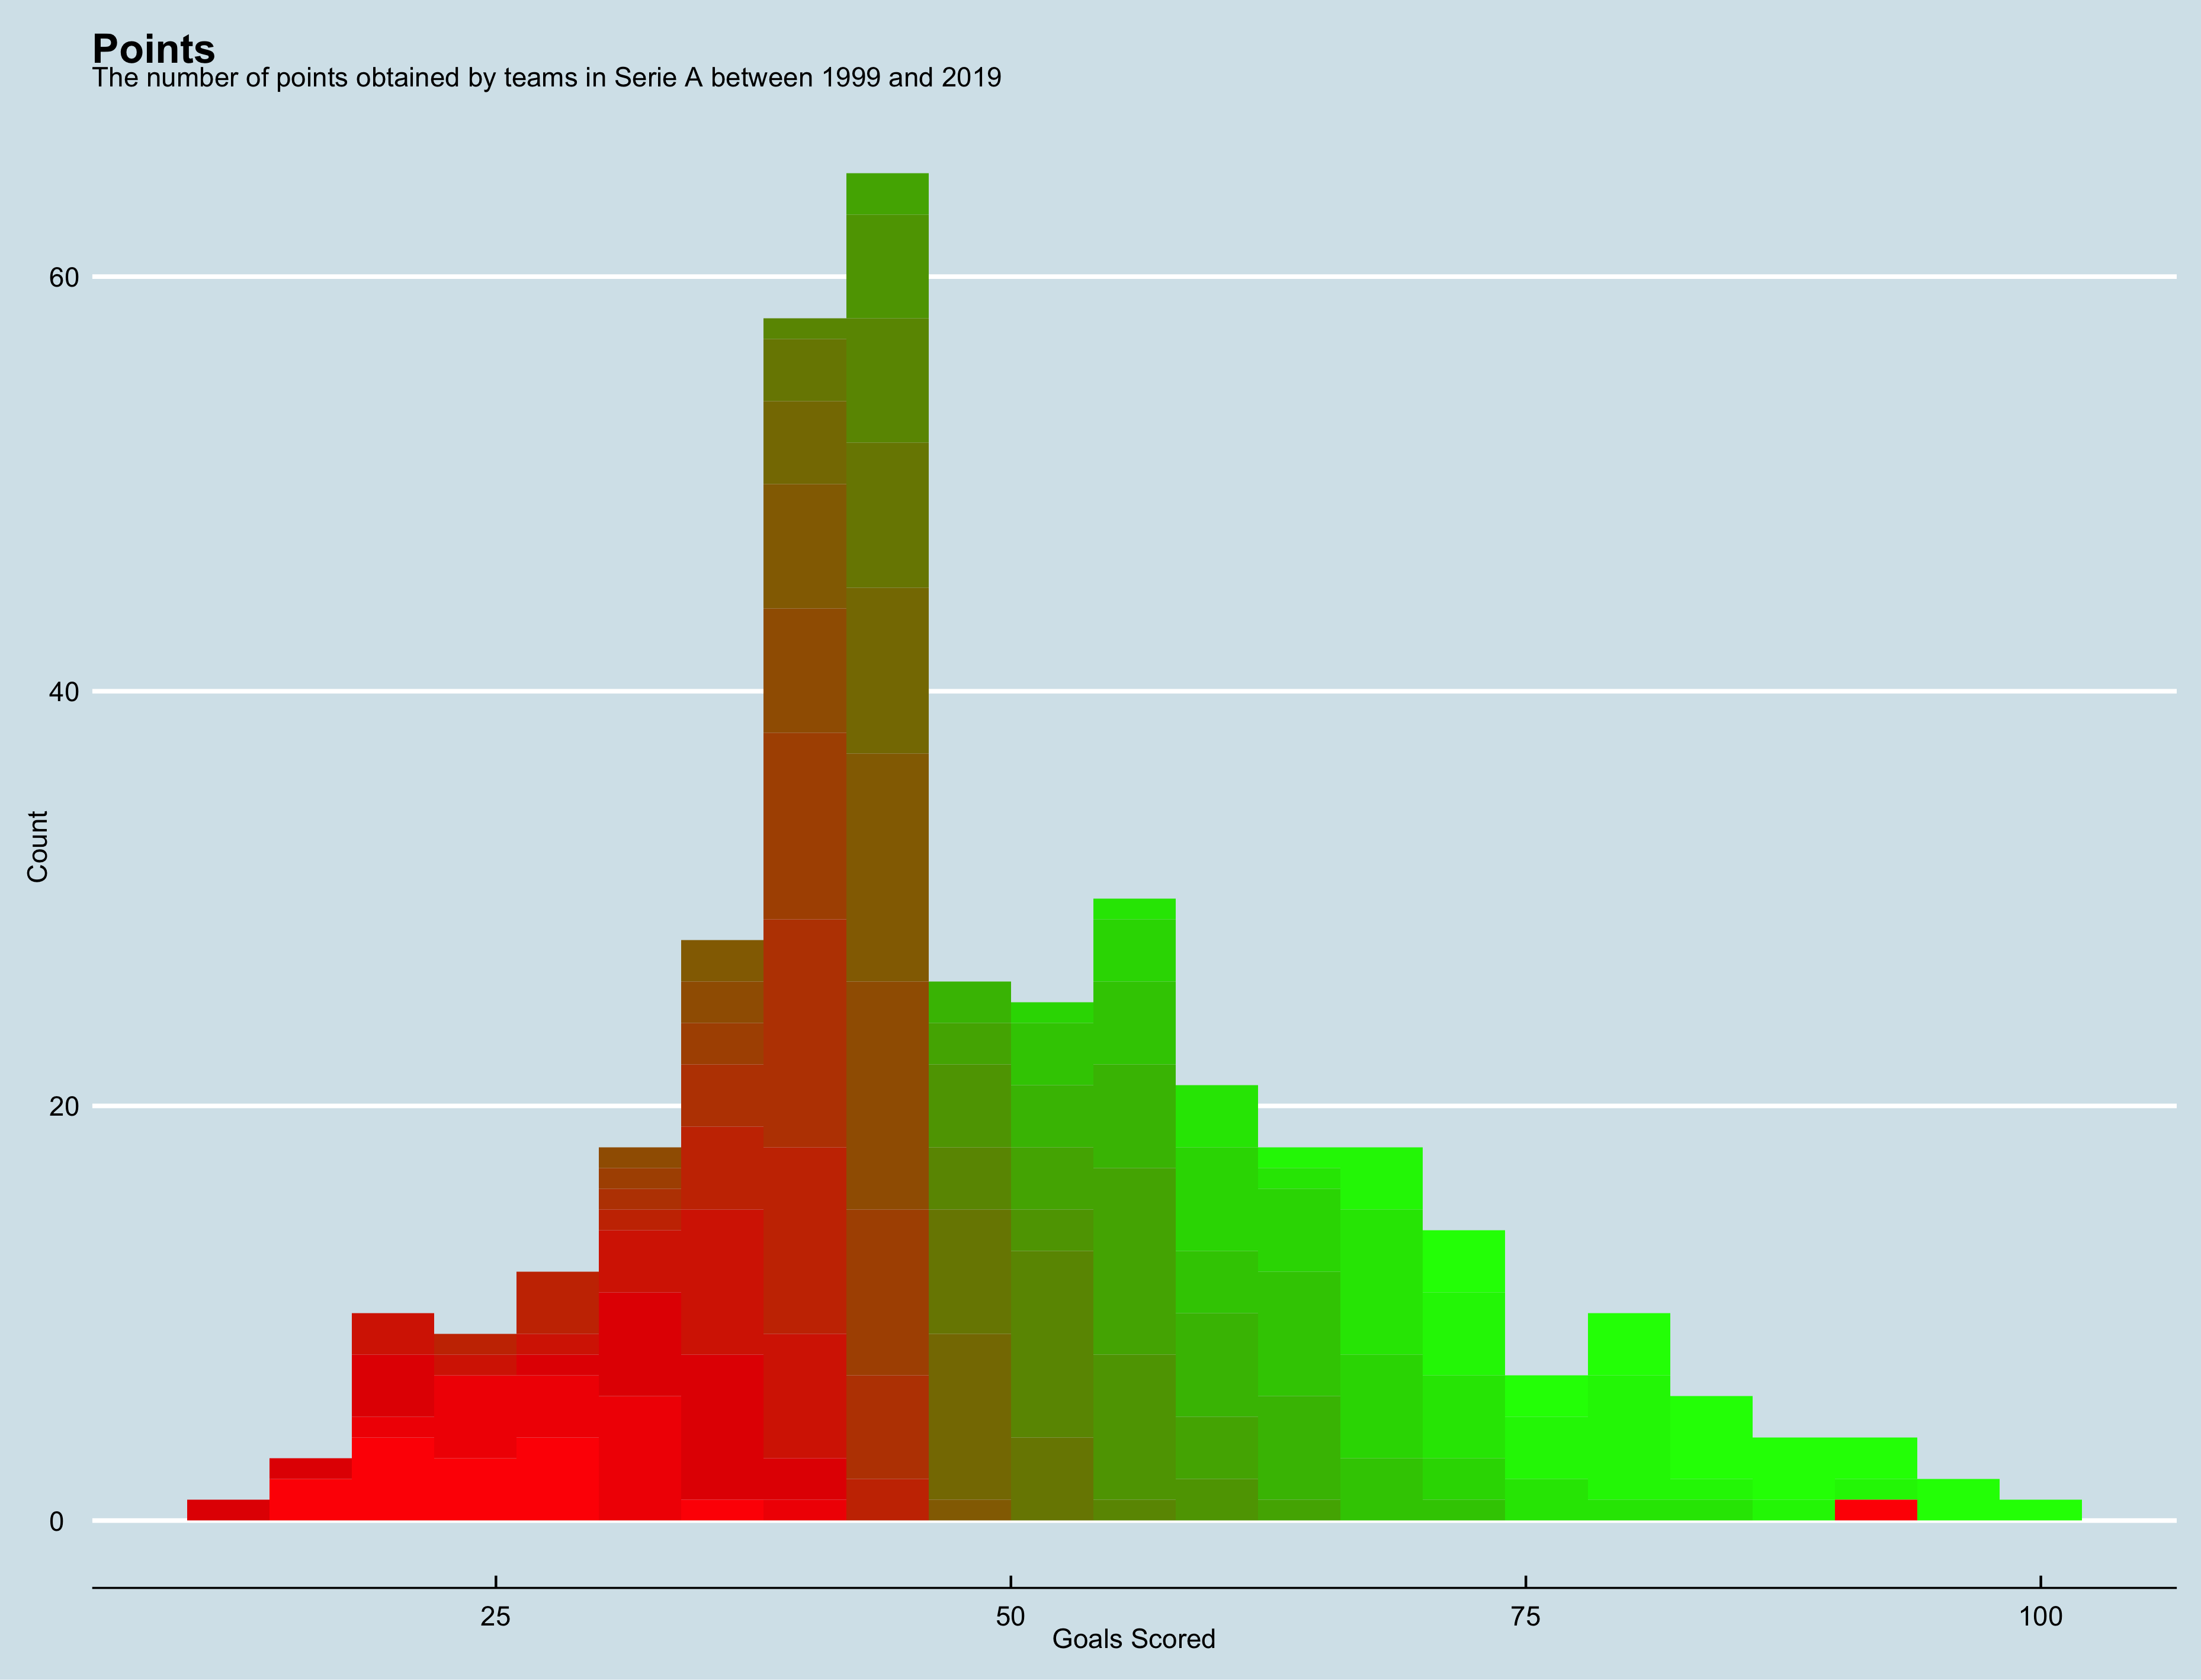 Points
The number of points obtained by teams in Serie A between 1999 and 2019
60
40
20
0
Count
25
50
75
100
Goals Scored